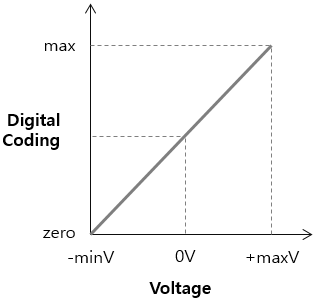 max
Digital
Coding
zero
-minV
0V
+maxV
Voltage